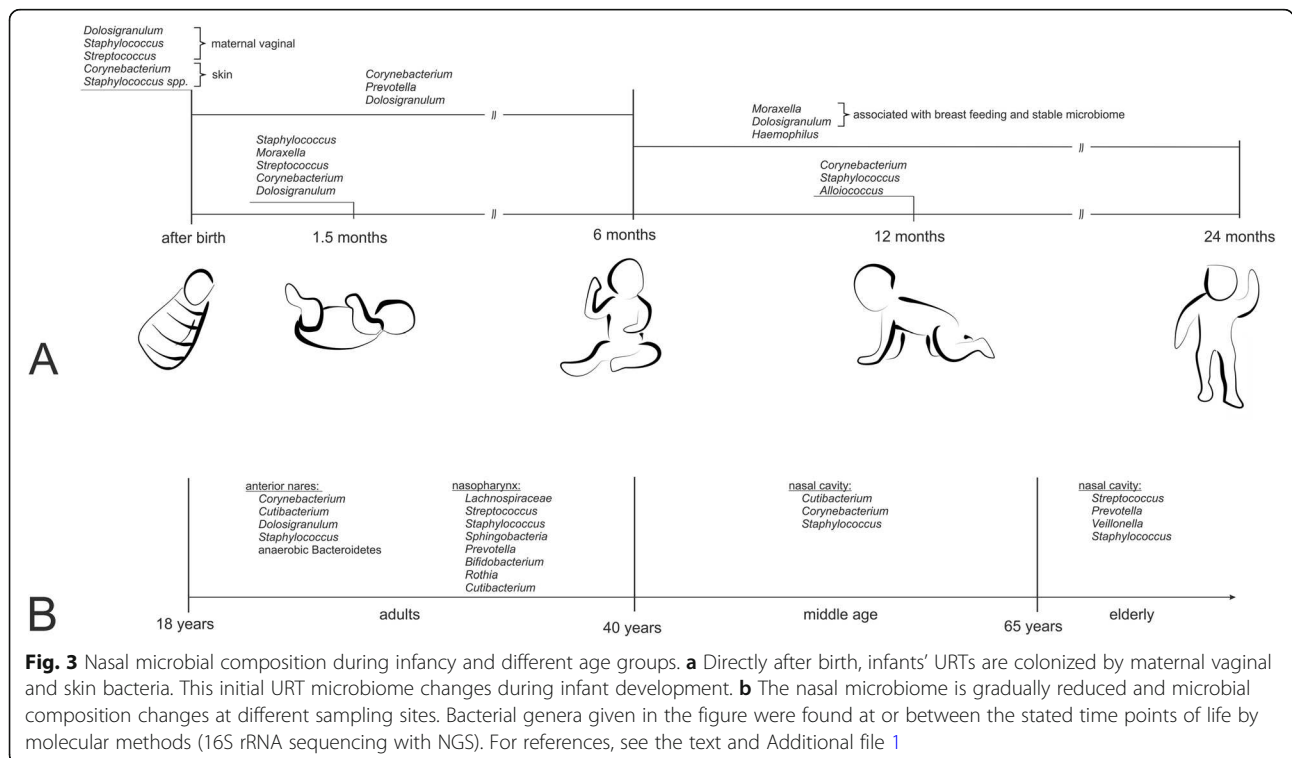 Dolosigranulum
Staphylococcus
Streptococcus
maternal vaginal
Corynebacterium
Staphylococcus spp.
skin
Corynebacterium
Prevotella
Dolosigranulum
Moraxella
Dolosigranulum
Haemophilus
associated with breast feeding and stable microbiome
Staphylococcus
Moraxella
Streptococcus
Corynebacterium
Dolosigranulum
Corynebacterium
Staphylococcus
Alloiococcus
after birth
1.5 months
6 months
12 months
24 months
A
anterior nares:
Corynebacterium
Cutibacterium
Dolosigranulum
Staphylococcus
anaerobic Bacteroidetes
nasopharynx:
Lachnospiraceae
Streptococcus
Staphylococcus
Sphingobacteria
Prevotella
Bifidobacterium
Rothia
Cutibacterium
nasal cavity:
Cutibacterium
Corynebacterium
Staphylococcus
nasal cavity:
Streptococcus
Prevotella
Veillonella
Staphylococcus
B
18 years
adults
40 years
middle age
65 years
elderly
Fig. 3 Nasal microbial composition during infancy and different age groups. a Directly after birth, infants' URTs are colonized by maternal vaginal
and skin bacteria. This initial URT microbiome changes during infant development. b The nasal microbiome is gradually reduced and microbial
composition changes at different sampling sites. Bacterial genera given in the figure were found at or between the stated time points of life by
molecular methods (16S rRNA sequencing with NGS). For references, see the text and Additional file 1